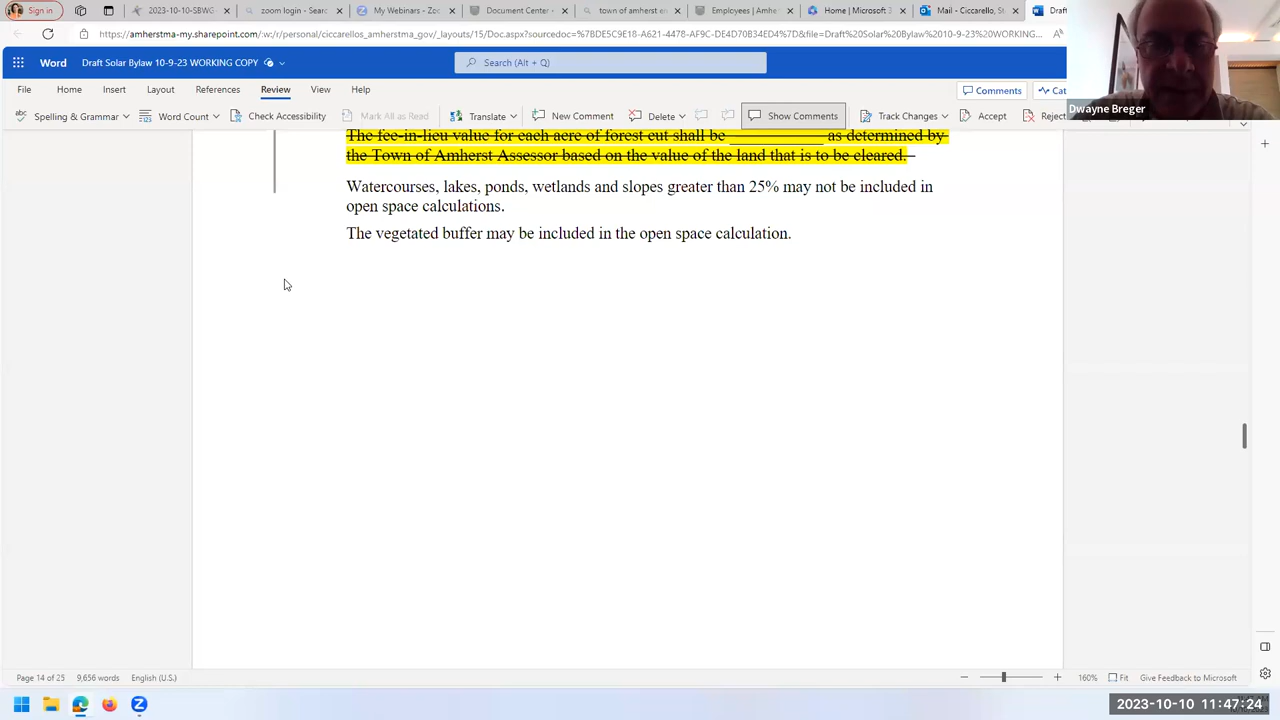 Sign in
2023-10-10-SBWG
zoom login - Searc
My Webinars - Zoo
Document Center -
town of amherst en
Employees | Amhe
Home | Microsoft 3
Mail - Ciccarello, St
Draft
https://amherstma-my.sharepoint.com/:w:/r/personal/ciccarellos_amherstma_gov/_layouts/15/Doc.aspx?sourcedoc=%7BDE5C9E18-A621-4478-AF9C-DE4D70B34ED4%7D&file=Draft%20Solar%20Bylaw%2010-9-23%20WORKING...
Word Draft Solar Bylaw 10-9-23 WORKING COPY
Search (Alt + Q)
File Home Insert Layout References Review View Help
Comments
Cat
Dwayne Breger
Spelling & Grammar Word Count Check Accessibility Mark All as Read Translate New Comment Delete Show Comments Track Changes Accept Reject
The fee-in-lieu value for each acre of forest cut shall be ____________ as determined by
the Town of Amherst Assessor based on the value of the land that is to be cleared.
Watercourses, lakes, ponds, wetlands and slopes greater than 25% may not be included in
open space calculations.
The vegetated buffer may be included in the open space calculation.
Page 14 of 25 9,656 words English (U.S.)
160% Fit Give Feedback to Microsoft
2023-10-10 11:47:24